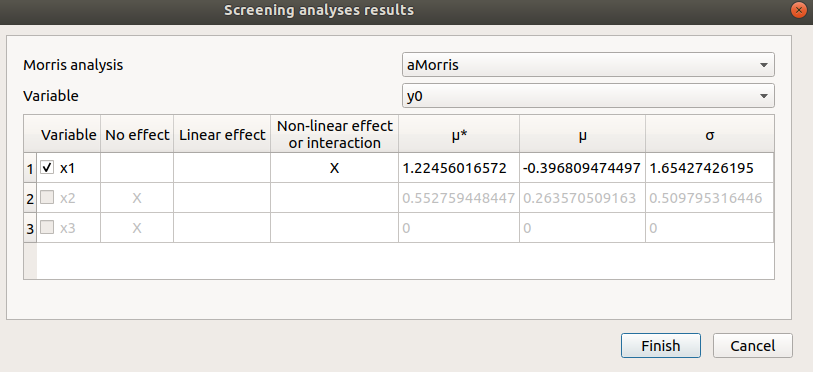 Screening analyses results
Morris analysis aMorris
Variable y0
Variable No effect Linear effect Non-linear effect or interaction μ* μ σ
1 x1 X 1.22456016572 -0.396809474497 1.65427426195
2 x2 X 0.552759448447 0.263570509163 0.509795316446
3 x3 X 0 0 0
Finish Cancel